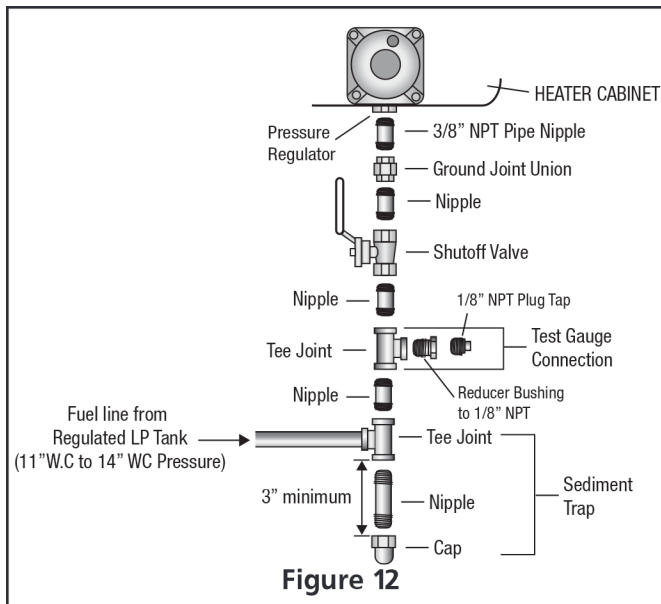 HEATER CABINET
Pressure
Regulator
3/8” NPT Pipe Nipple
Ground Joint Union
Nipple
Shutoff Valve
Nipple
1/8” NPT Plug Tap
Tee Joint
Test Gauge
Connection
Nipple
Reducer Bushing
to 1/8” NPT
Fuel line from
Regulated LP Tank
(11”W.C to 14” WC Pressure)
Tee Joint
3” minimum
Nipple
Sediment
Trap
Cap
Figure 12